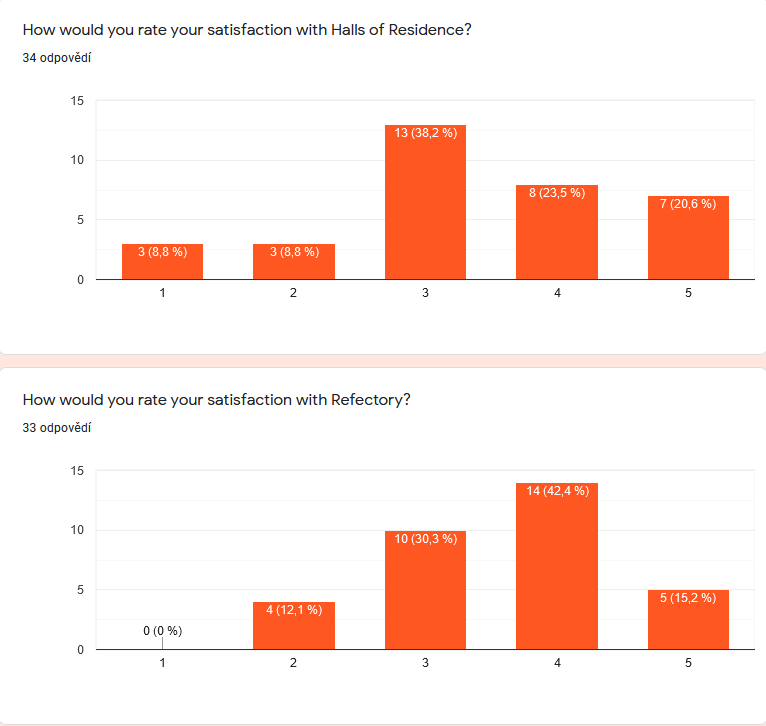 How would you rate your satisfaction with Halls of Residence?
34 odpovědí
15
10
5
0
13 (38,2 %)
8 (23,5 %)
7 (20,6 %)
3 (8,8 %)
3 (8,8 %)
1
2
3
4
5
How would you rate your satisfaction with Refectory?
33 odpovědí
15
10
5
0
14 (42,4 %)
10 (30,3 %)
5 (15,2 %)
4 (12,1 %)
0 (0 %)
1
2
3
4
5